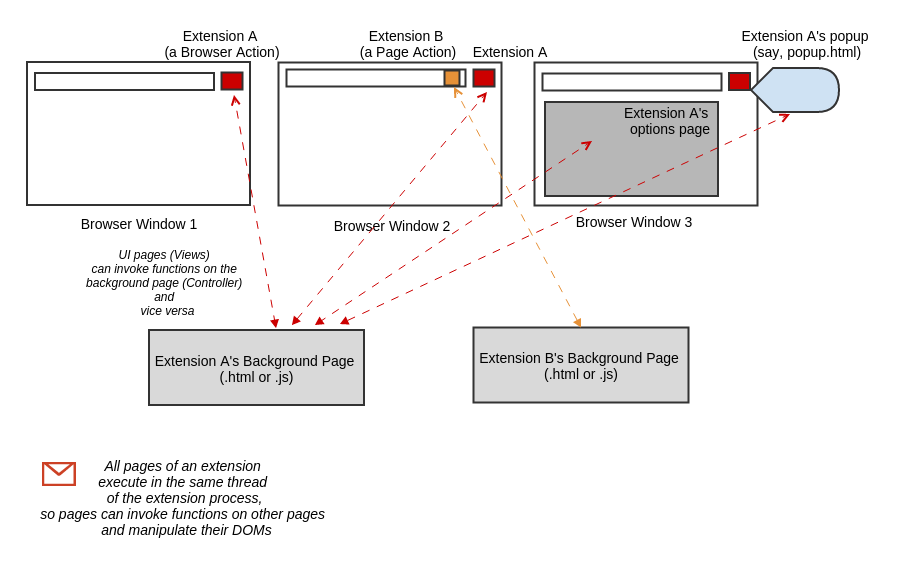 Extension A
(a Browser Action)
Extension B
(a Page Action)
Extension A
Extension A's popup
(say, popup.html)
Extension A's
options page
Browser Window 1
Browser Window 2
Browser Window 3
UI pages (Views)
can invoke functions on the
background page (Controller)
and
vice versa
Extension A's Background Page
(.html or .js)
Extension B's Background Page
(.html or .js)
All pages of an extension
execute in the same thread
of the extension process,
so pages can invoke functions on other pages
and manipulate their DOMs